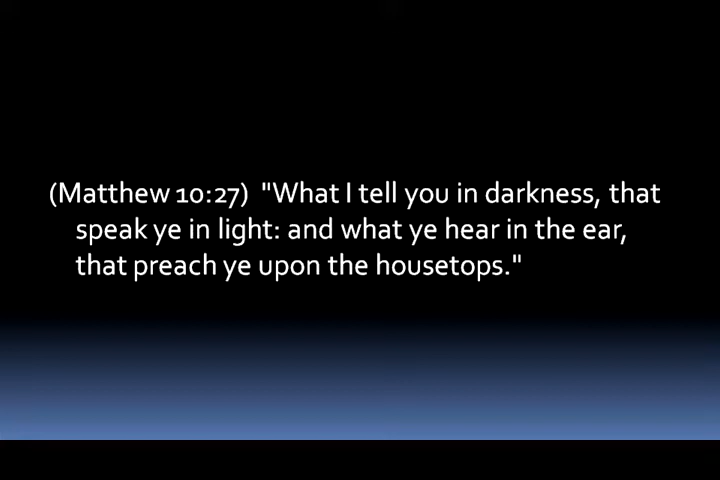 (Matthew 10:27)  "What I tell you in darkness, that
speak ye in light: and what ye hear in the ear,
that preach ye upon the housetops."